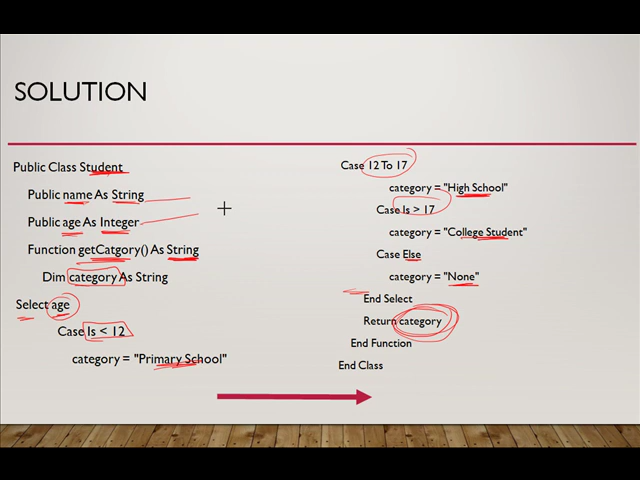 SOLUTION
Public Class Student
Public name As String
Public age As Integer
Function getCatgory() As String
Dim category As String
Select age
Case Is < 12
category = "Primary School"
Case 12 To 17
category = "High School"
Case Is > 17
category = "College Student"
Case Else
category = "None"
End Select
Return category
End Function
End Class